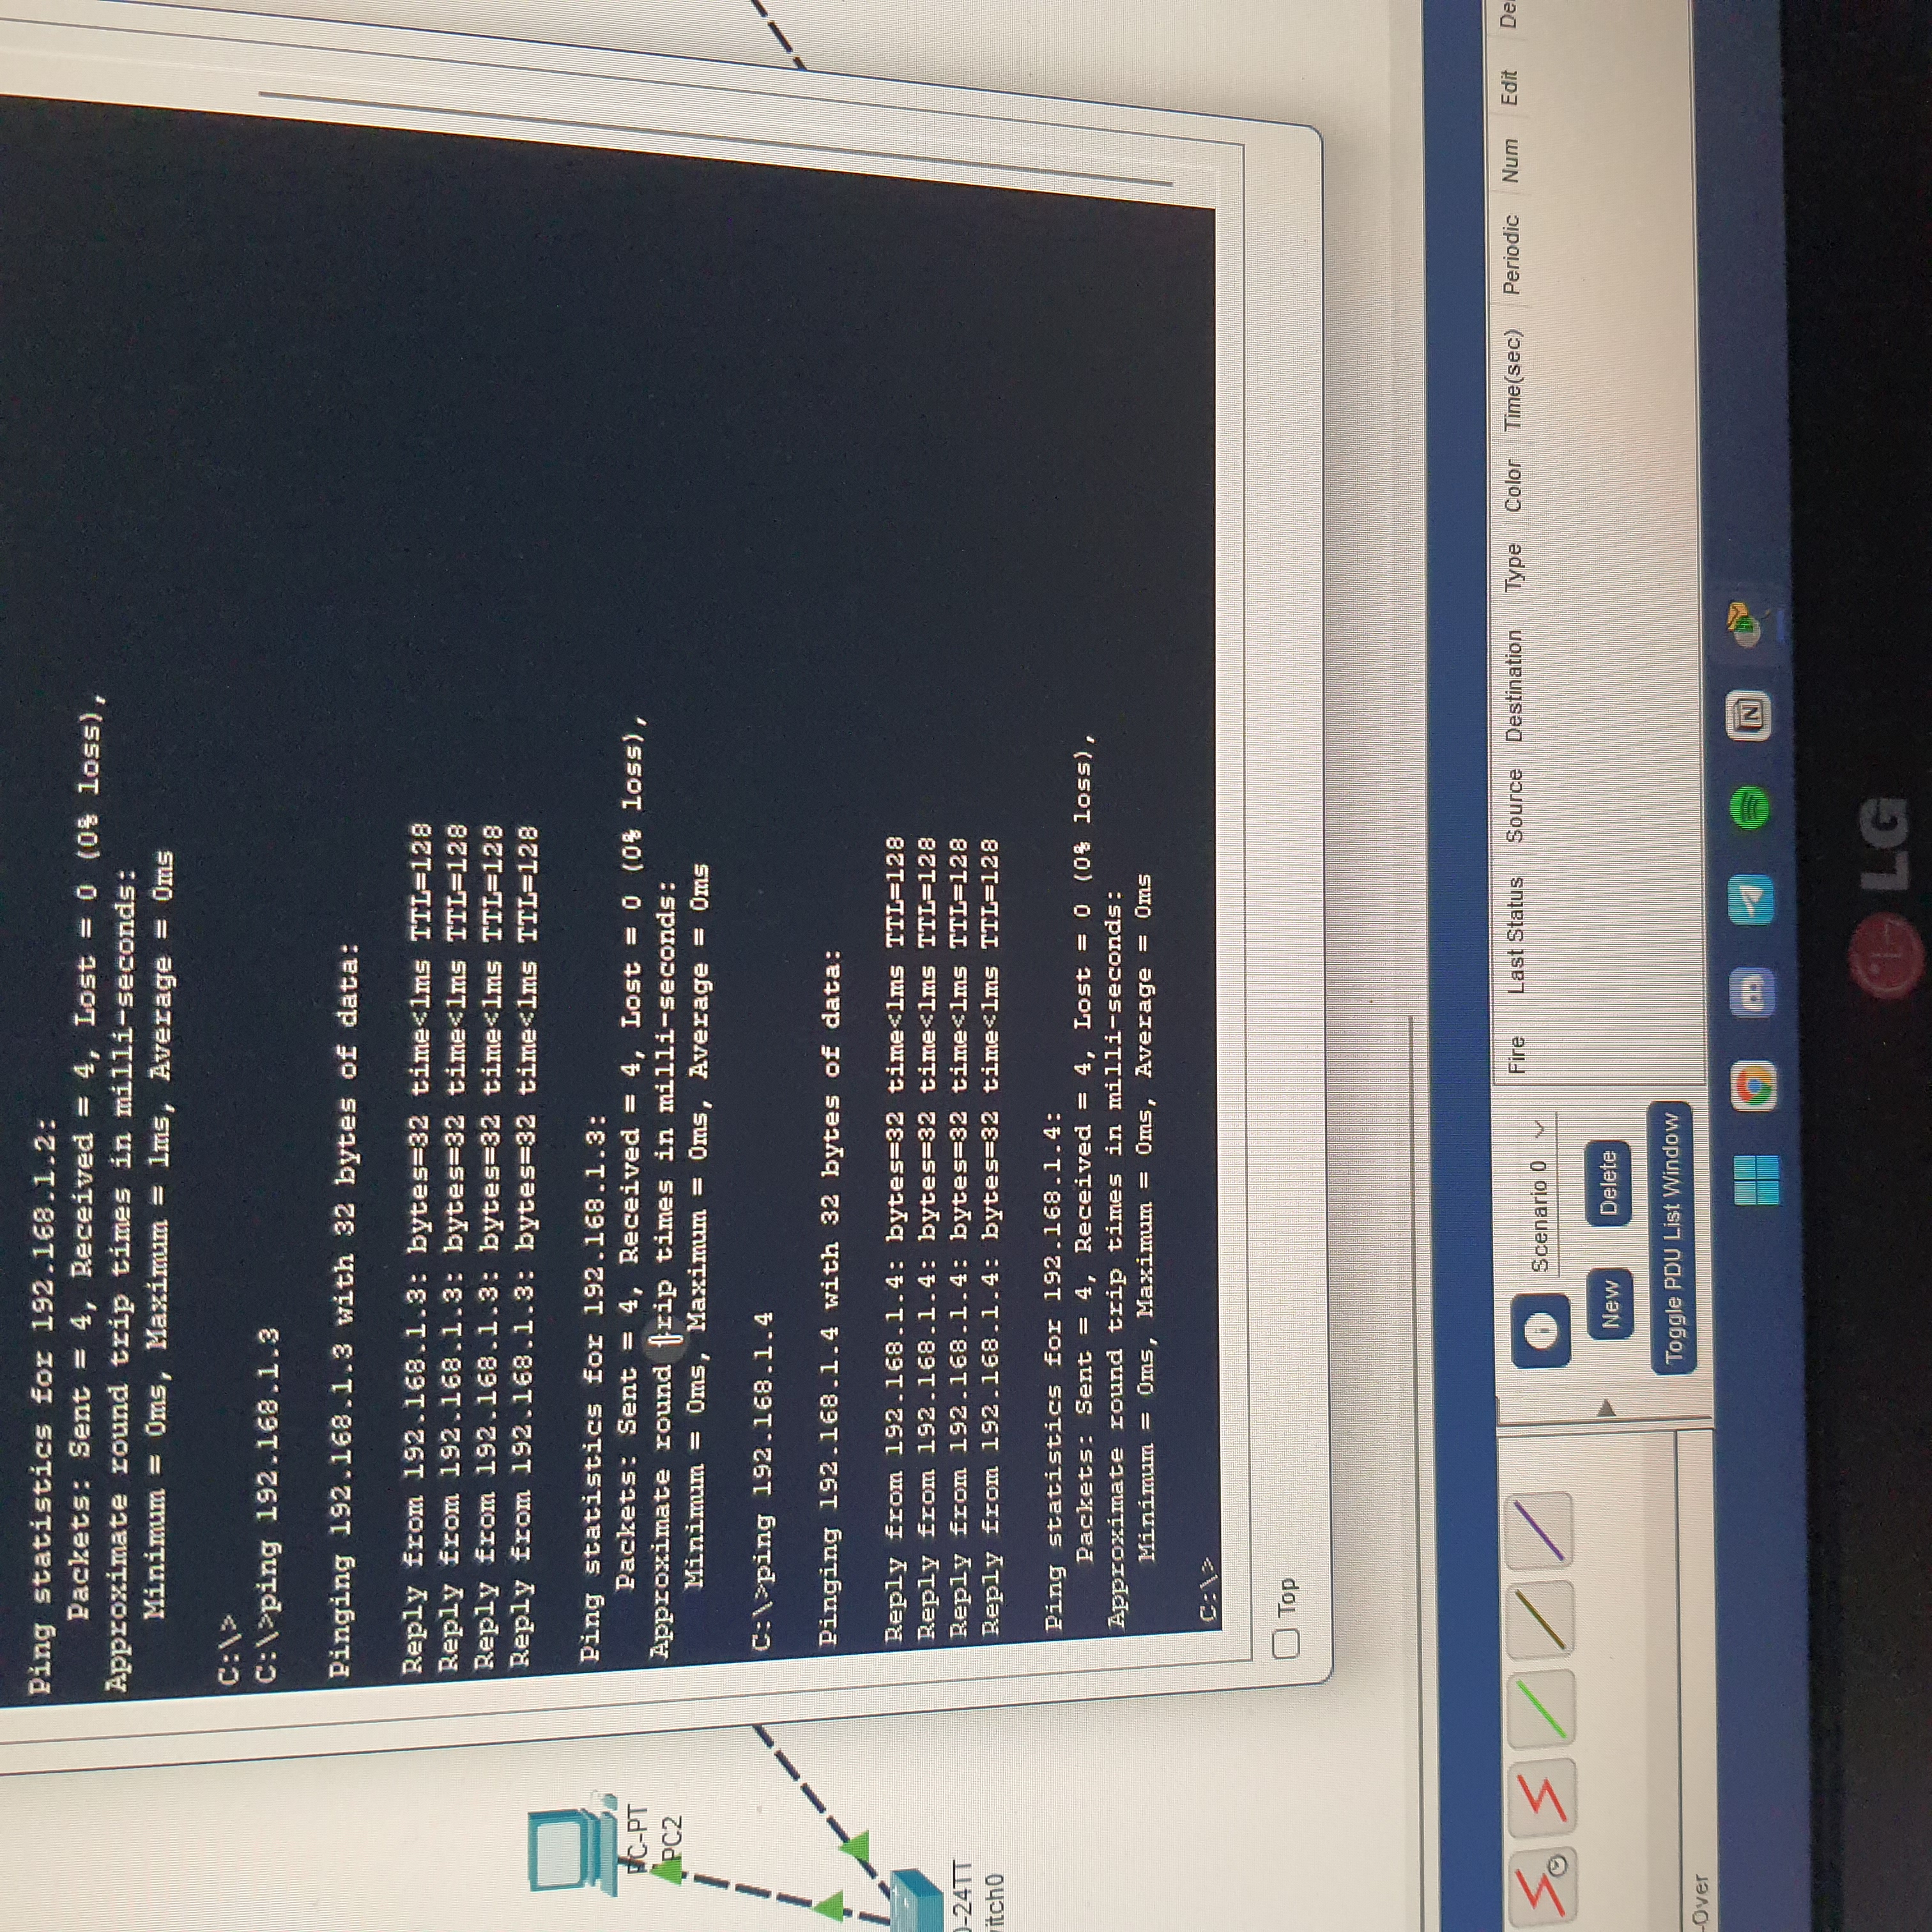 Ping statistics for 192.168.1.2:
Packets: Sent = 4, Received = 4, Lost = 0 (0% loss),
Approximate round trip times in milli-seconds:
Minimum = 0ms, Maximum = 1ms, Average = 0ms
C:\>
C:\>ping 192.168.1.3
Pinging 192.168.1.3 with 32 bytes of data:
Reply from 192.168.1.3: bytes=32 time<1ms TTL=128
Reply from 192.168.1.3: bytes=32 time<1ms TTL=128
Reply from 192.168.1.3: bytes=32 time<1ms TTL=128
Reply from 192.168.1.3: bytes=32 time<1ms TTL=128
Ping statistics for 192.168.1.3:
Packets: Sent = 4, Received = 4, Lost = 0 (0% loss),
Approximate round trip times in milli-seconds:
Minimum = 0ms, Maximum = 0ms, Average = 0ms
C:\>ping 192.168.1.4
Pinging 192.168.1.4 with 32 bytes of data:
Reply from 192.168.1.4: bytes=32 time<1ms TTL=128
Reply from 192.168.1.4: bytes=32 time<1ms TTL=128
Reply from 192.168.1.4: bytes=32 time<1ms TTL=128
Reply from 192.168.1.4: bytes=32 time<1ms TTL=128
Ping statistics for 192.168.1.4:
Packets: Sent = 4, Received = 4, Lost = 0 (0% loss),
Approximate round trip times in milli-seconds:
Minimum = 0ms, Maximum = 0ms, Average = 0ms
C:\>
PC-PT
PC2
0-24TT
itch0
Top
Scenario 0
New
Delete
Toggle PDU List Window
Fire Last Status Source Destination Type Color Time(sec) Periodic Num Edit De
-Over
LG